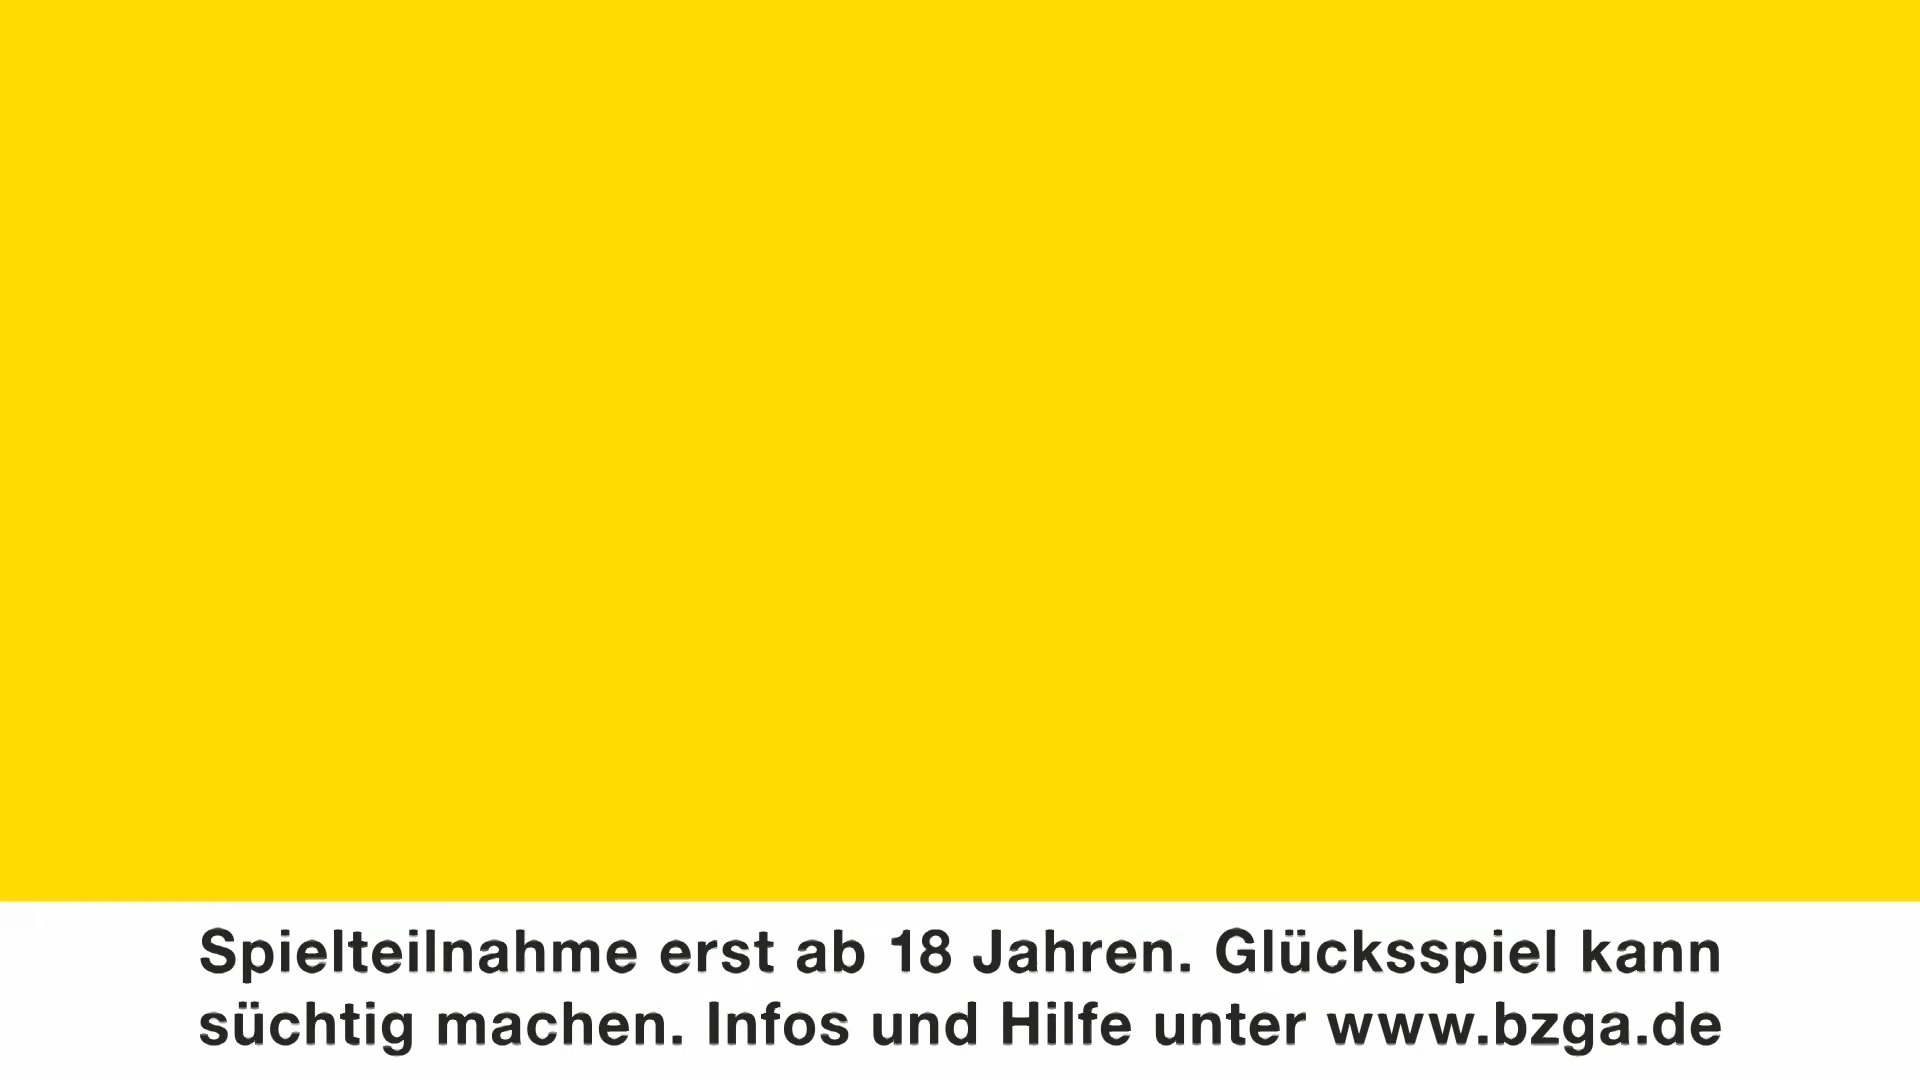 Spielteilnahme erst ab 18 Jahren. Glücksspiel kann
süchtig machen. Infos und Hilfe unter www.bzga.de